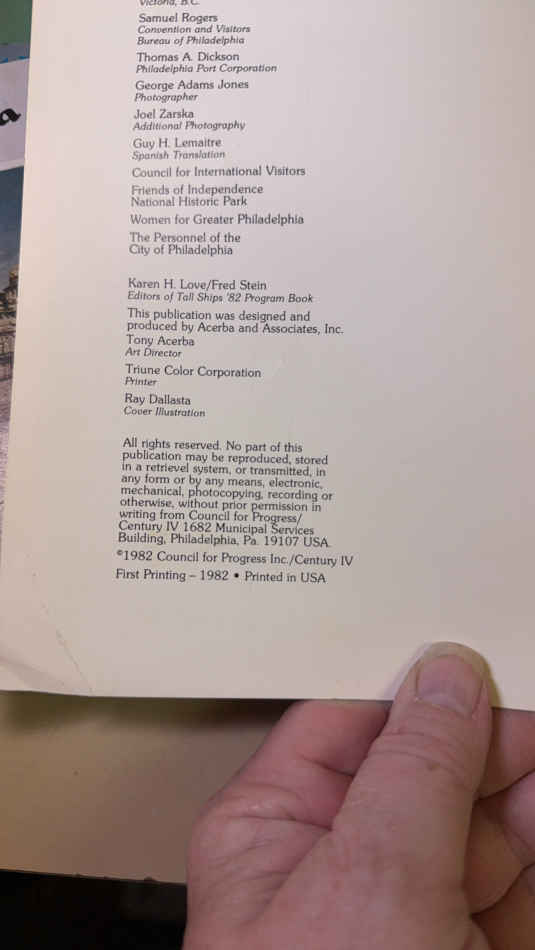 Victoria, B.C.
Samuel Rogers
Convention and Visitors
Bureau of Philadelphia
Thomas A. Dickson
Philadelphia Port Corporation
George Adams Jones
Photographer
Joel Zarska
Additional Photography
Guy H. Lemaitre
Spanish Translation
Council for International Visitors
Friends of Independence
National Historic Park
Women for Greater Philadelphia
The Personnel of the
City of Philadelphia
Karen H. Love/Fred Stein
Editors of Tall Ships '82 Program Book
This publication was designed and
produced by Acerba and Associates, Inc.
Tony Acerba
Art Director
Triune Color Corporation
Printer
Ray Dallasta
Cover Illustration
All rights reserved. No part of this
publication may be reproduced, stored
in a retrievel system, or transmitted, in
any form or by any means, electronic,
mechanical, photocopying, recording or
otherwise, without prior permission in
writing from Council for Progress/
Century IV 1682 Municipal Services
Building, Philadelphia, Pa. 19107 USA.
©1982 Council for Progress Inc./Century IV
First Printing – 1982 • Printed in USA
a